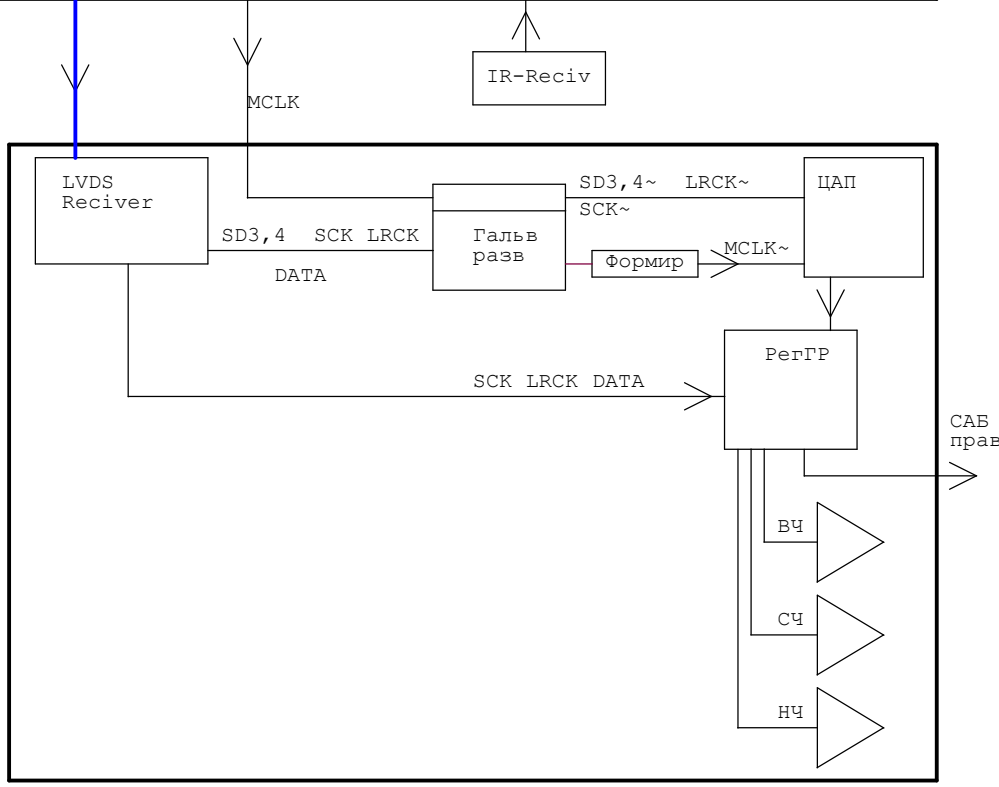 IR-Reciv
MCLK
LVDS
Reciver
SD3,4 SCK LRCK
DATA
Гальв
разв
SD3,4~ LRCK~
SCK~
ЦАП
Формир
MCLK~
РегГР
SCK LRCK DATA
САБ
прав
ВЧ
СЧ
НЧ